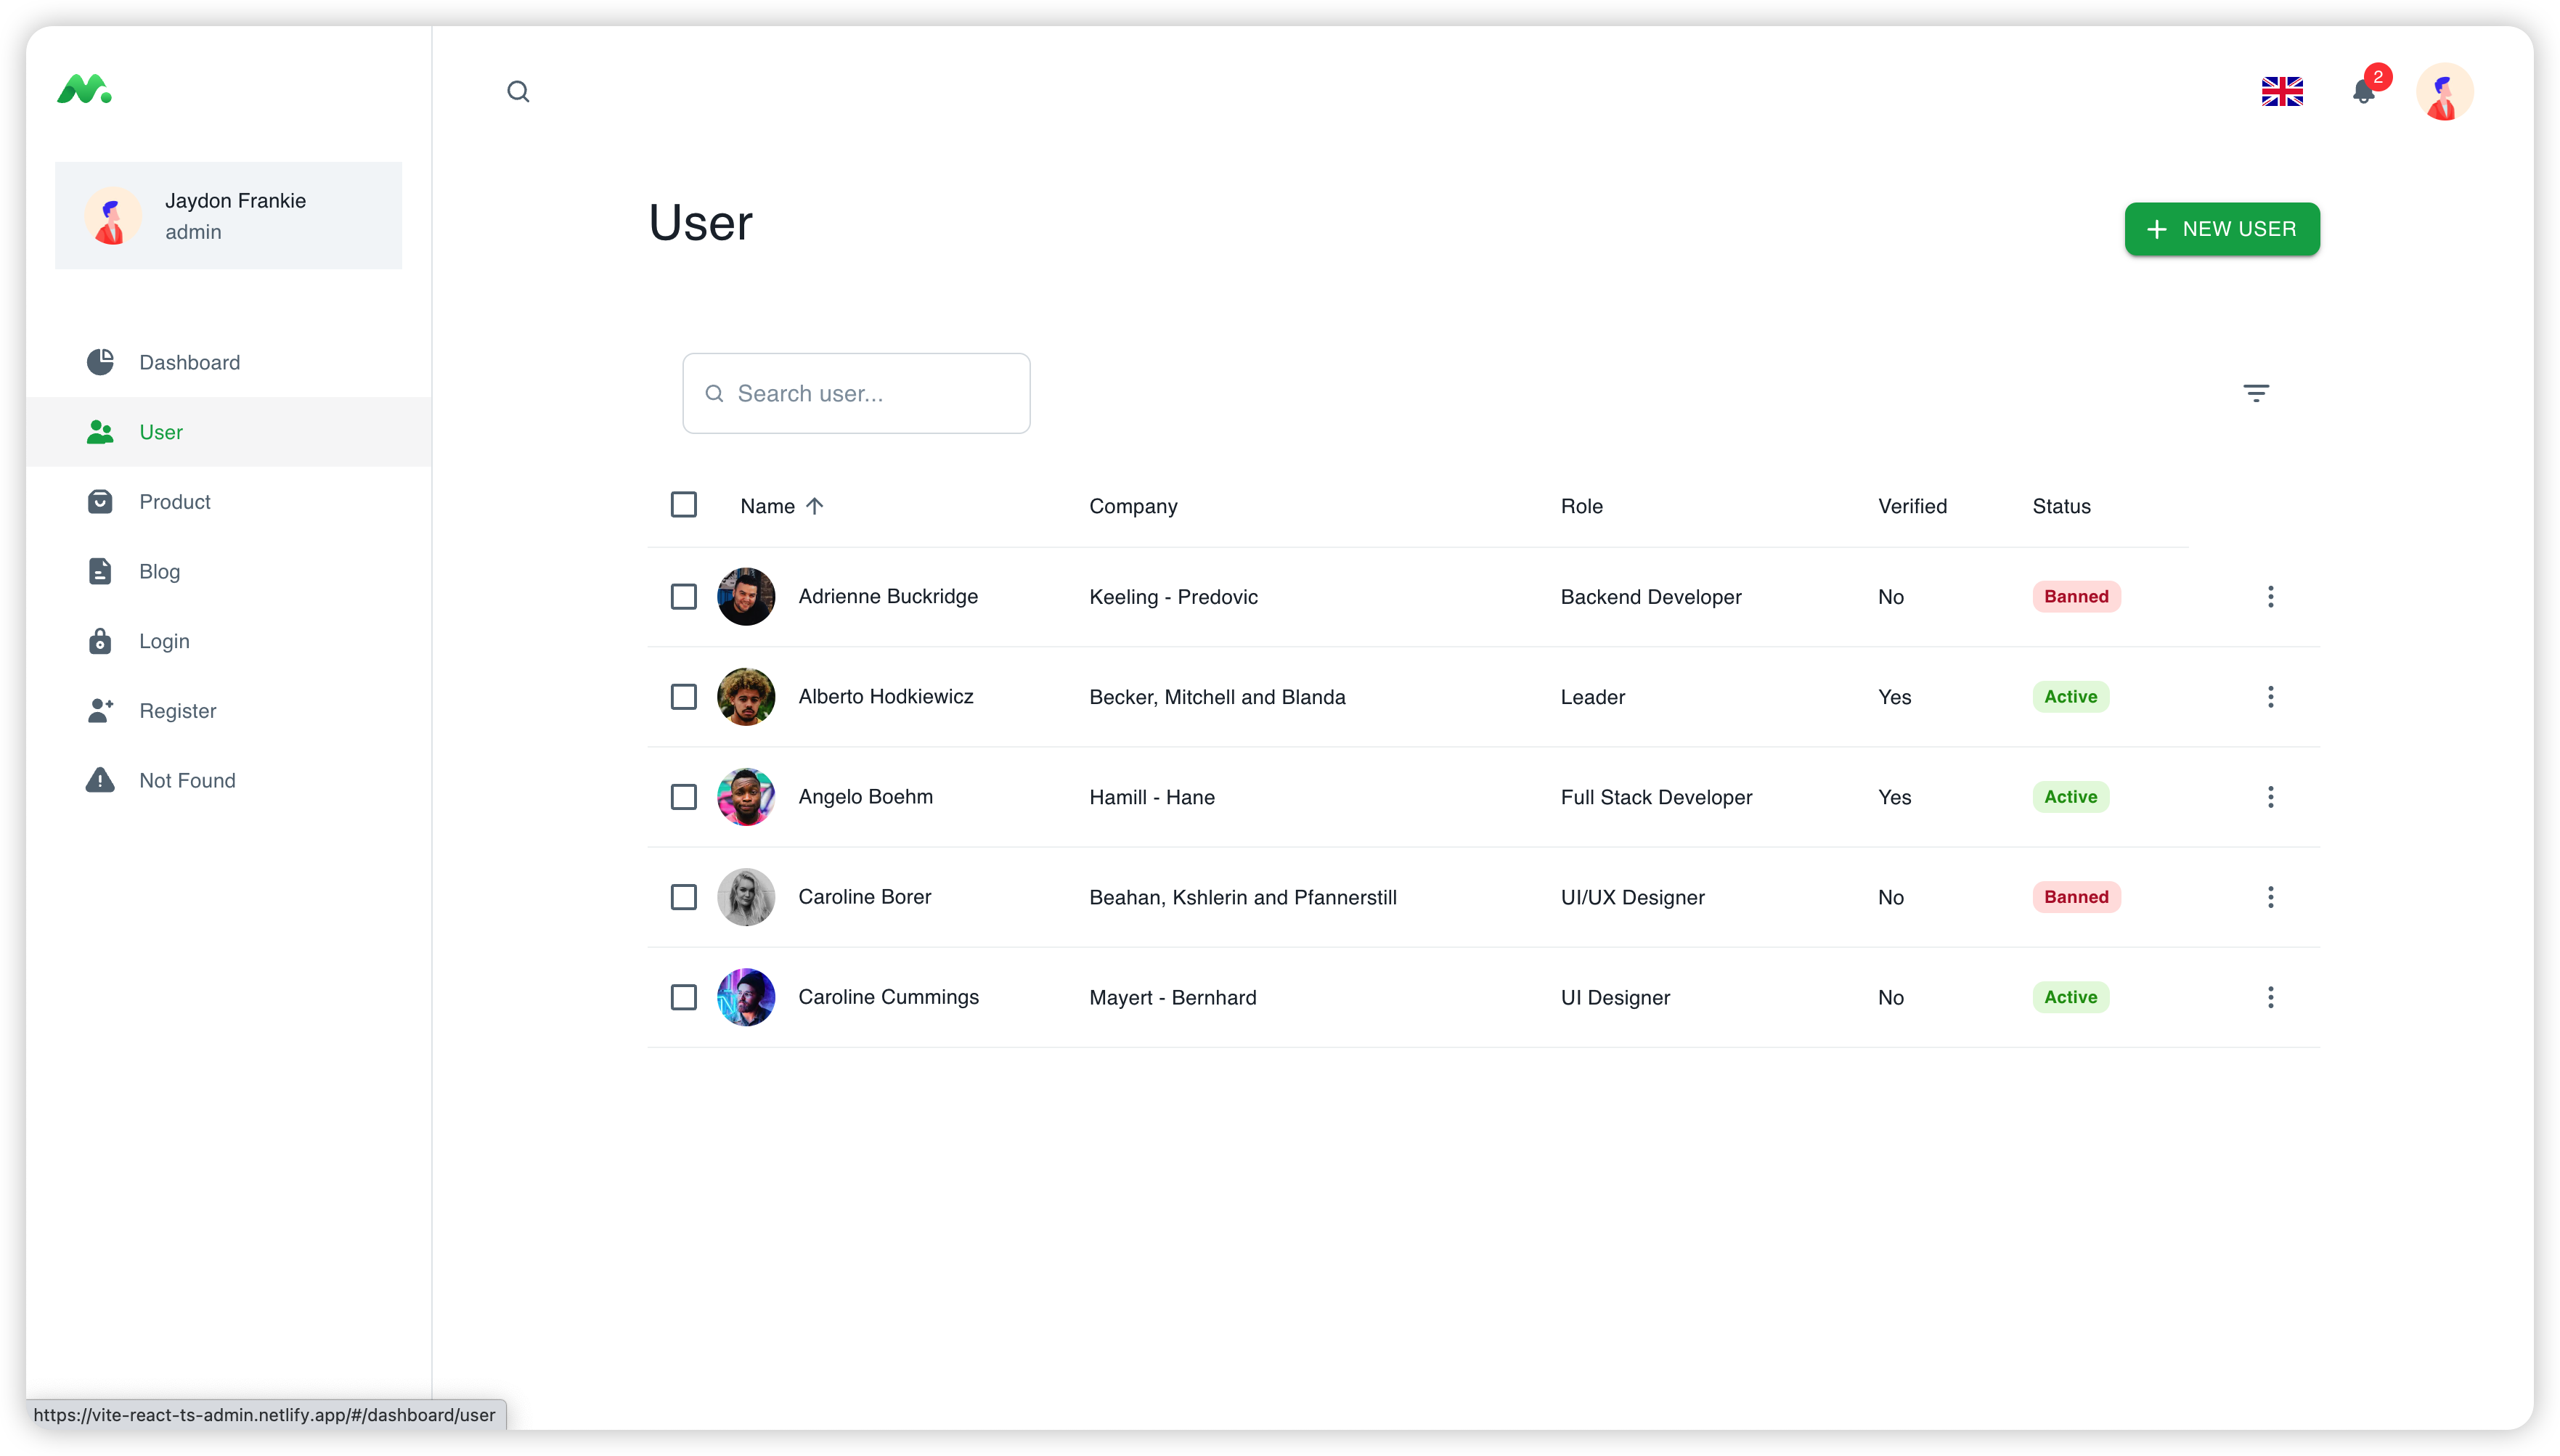 2
Jaydon Frankie
admin
User
NEW USER
Dashboard
User
Product
Blog
Login
Register
Not Found
Search user...
Name Company Role Verified Status
Adrienne Buckridge Keeling - Predovic Backend Developer No Banned
Alberto Hodkiewicz Becker, Mitchell and Blanda Leader Yes Active
Angelo Boehm Hamill - Hane Full Stack Developer Yes Active
Caroline Borer Beahan, Kshlerin and Pfannerstill UI/UX Designer No Banned
Caroline Cummings Mayert - Bernhard UI Designer No Active
https://vite-react-ts-admin.netlify.app/#/dashboard/user